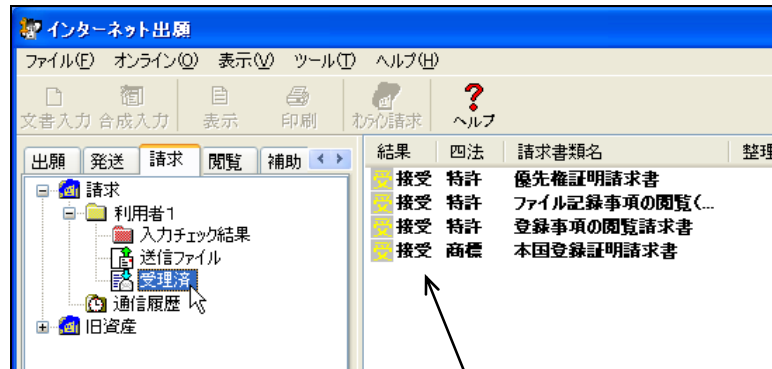 インターネット出願
ファイル(F) オンライン(O) 表示(V) ツール(T) ヘルプ(H)
文書入力 合成入力 表示 印刷 オンライン請求 ヘルプ
出願 発送 請求 閲覧 補助
請求
利用者1
入力チェック結果
送信ファイル
受理済
通信履歴
旧資産
結果 四法 請求書類名 整理
受 接受 特許 優先権証明請求書
受 接受 特許 ファイル記録事項の閲覧(...
受 接受 特許 登録事項の閲覧請求書
受 接受 商標 本国登録証明請求書